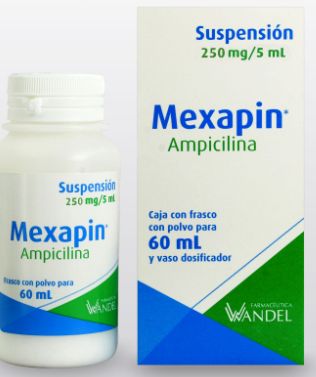 Suspensión
250 mg/5 mL
Mexapin®
Ampicilina
Caja con frasco
con polvo para
60 mL
y vaso dosificador
FARMACÉUTICA
WANDEL
Suspensión
250 mg/5 mL
Mexapin®
Ampicilina
Frasco con polvo para
60 mL
WANDEL